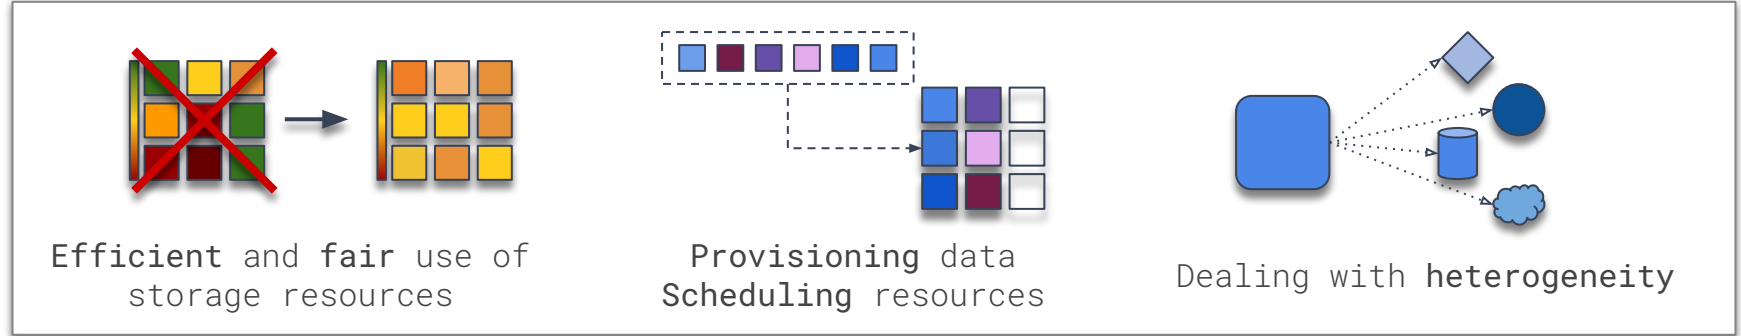 Efficient and fair use of
storage resources
Provisioning data
Scheduling resources
Dealing with heterogeneity